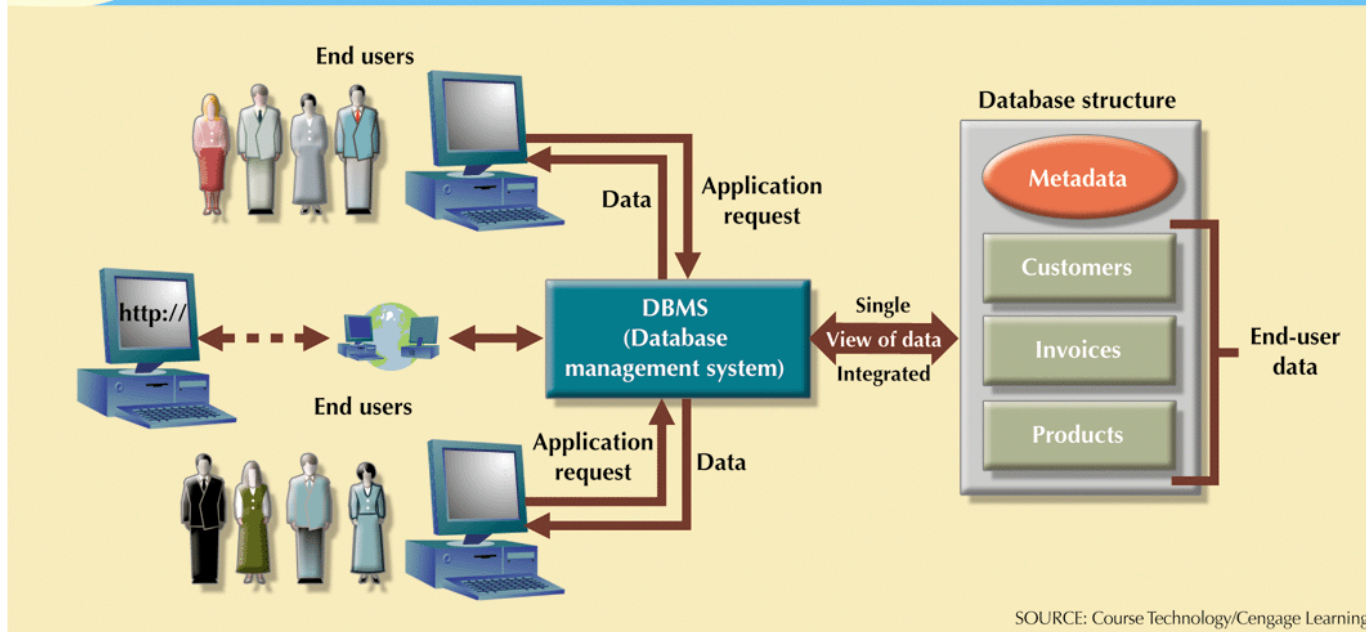 End users
Data
Application
request
http://
DBMS
(Database
management system)
Single
View of data
Integrated
Database structure
Metadata
Customers
Invoices
Products
End-user
data
End users
Application
request
Data
SOURCE: Course Technology/Cengage Learning